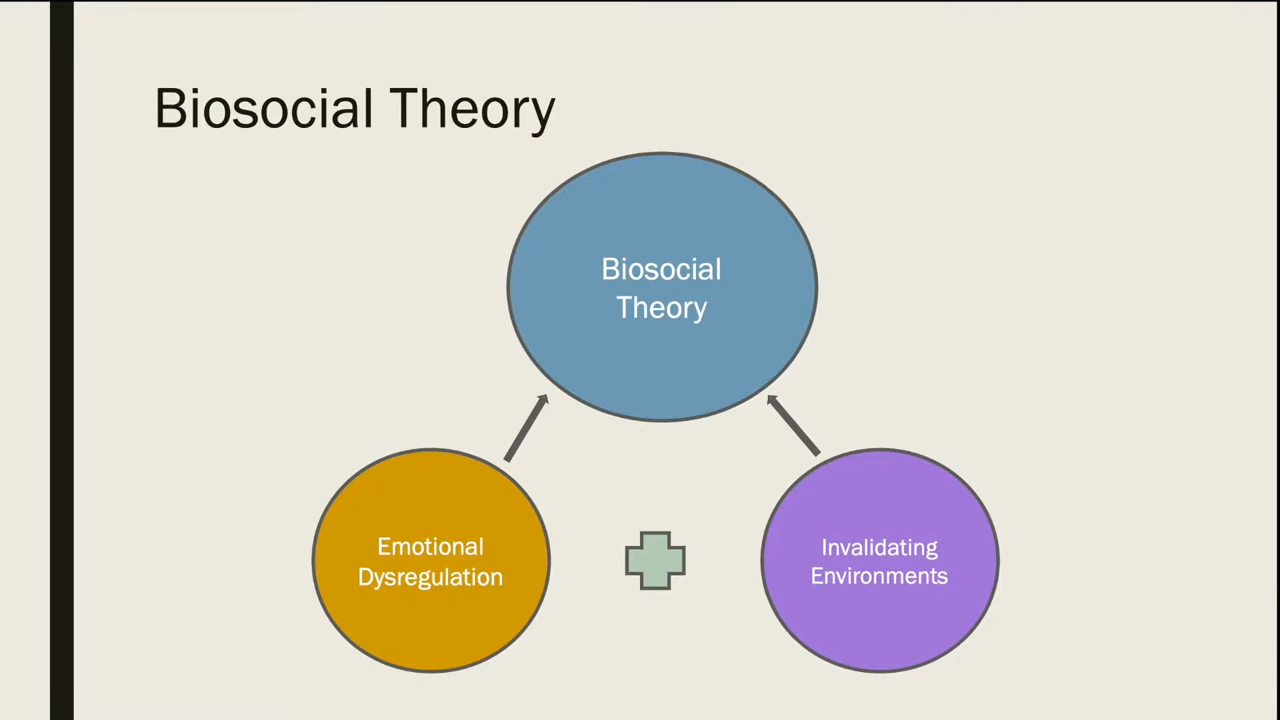 Biosocial Theory
Biosocial
Theory
Emotional
Dysregulation
Invalidating
Environments